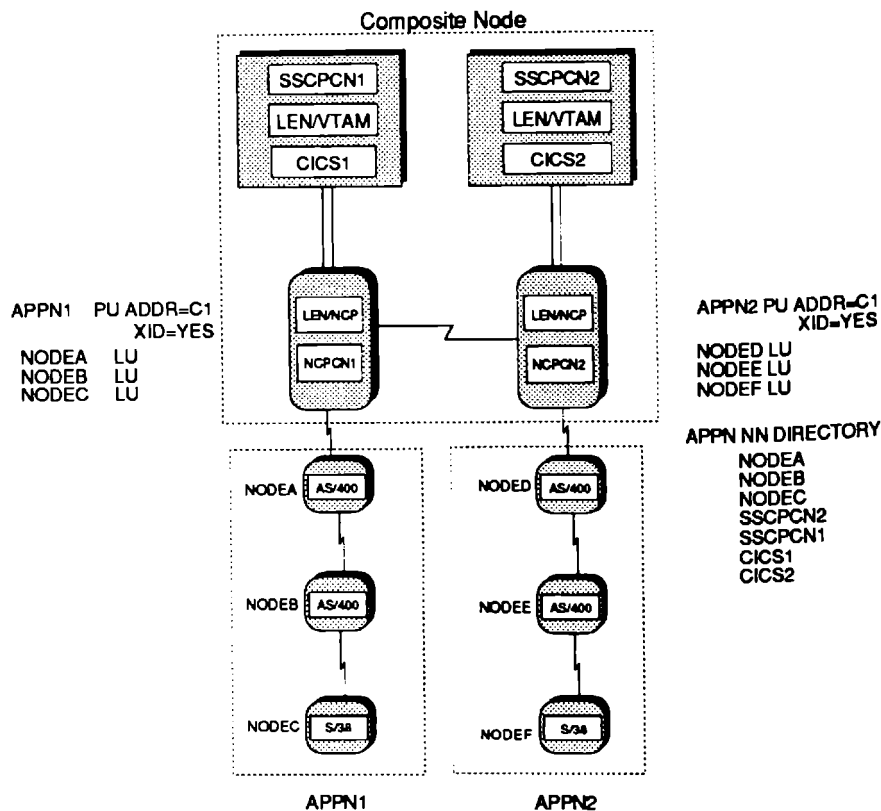 Composite Node
SSCPCN1
LEN/VTAM
CICS1
SSCPCN2
LEN/VTAM
CICS2
APPN1 PU ADDR=C1
XID=YES
NODEA LU
NODEB LU
NODEC LU
LEN/NCP
NCPCN1
LEN/NCP
NCPCN2
APPN2 PU ADDR=C1
XID=YES
NODED LU
NODEE LU
NODEF LU
APPN NN DIRECTORY
NODEA
NODEB
NODEC
SSCPCN2
SSCPCN1
CICS1
CICS2
NODEA AS/400
NODEB AS/400
NODEC S/38
NODED AS/400
NODEE AS/400
NODEF S/38
APPN1
APPN2